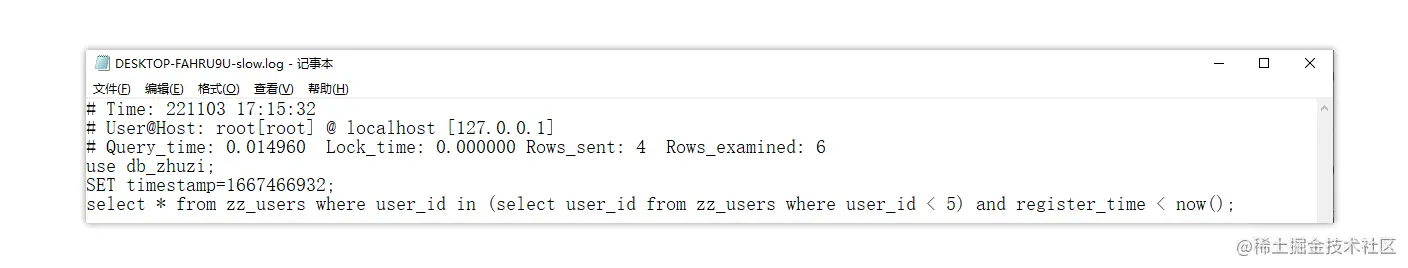 DESKTOP-FAHRU9U-slow.log - 记事本
文件(F) 编辑(E) 格式(O) 查看(V) 帮助(H)
# Time: 221103 17:15:32
# User@Host: root[root] @ localhost [127.0.0.1]
# Query_time: 0.014960  Lock_time: 0.000000 Rows_sent: 4  Rows_examined: 6
use db_zhuzi;
SET timestamp=1667466932;
select * from zz_users where user_id in (select user_id from zz_users where user_id < 5) and register_time < now();
@稀土掘金技术社区